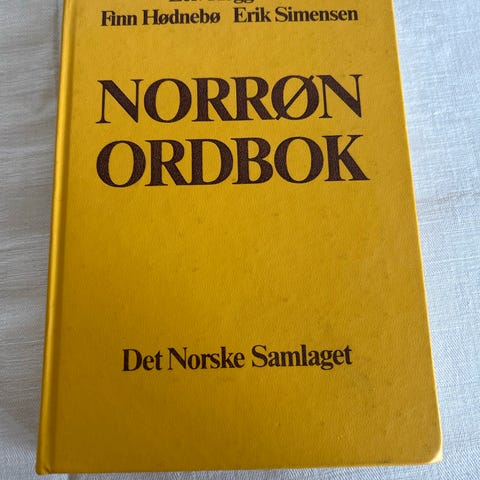 Finn Hødnebø Erik Simensen
NORRØN
ORDBOK
Det Norske Samlaget